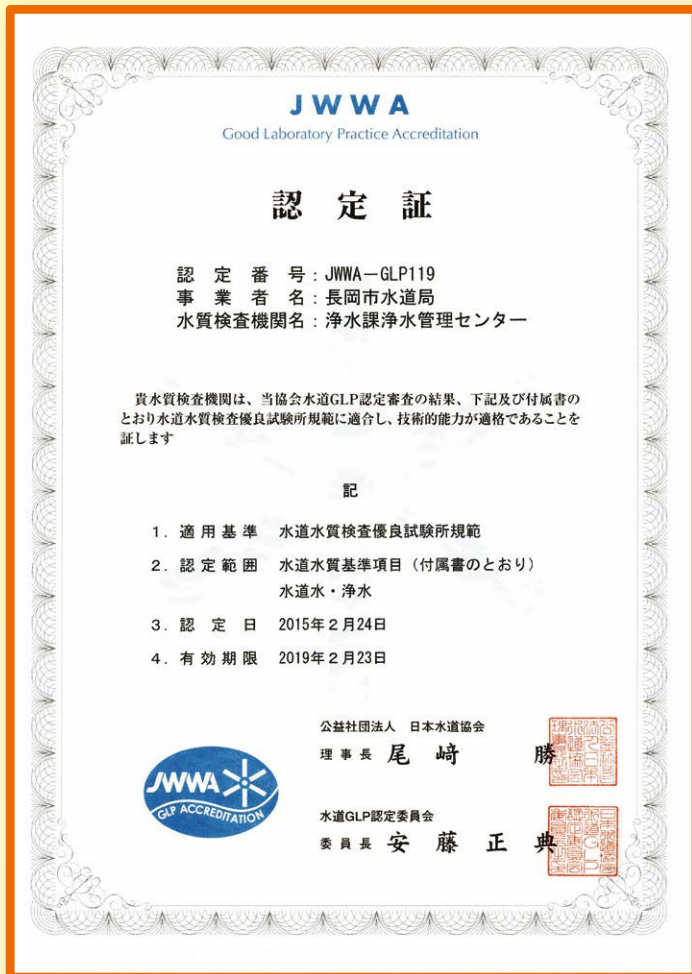 JWWA
Good Laboratory Practice Accreditation
認定証
認定番号：JWWA－GLP119
事業者名：長岡市水道局
水質検査機関名：浄水課浄水管理センター
貴水質検査機関は、当協会水道GLP認定審査の結果、下記及び付属書の
とおり水道水質検査優良試験所規範に適合し、技術的能力が適格であることを
証します
記
1．適用基準　水道水質検査優良試験所規範
2．認定範囲　水道水質基準項目（付属書のとおり）
水道水・浄水
3．認定日　2015年2月24日
4．有効期限　2019年2月23日
公益社団法人　日本水道協会
理事長　尾﨑　勝
水道GLP認定委員会
委員長　安藤正典
JWWA
GLP ACCREDITATION